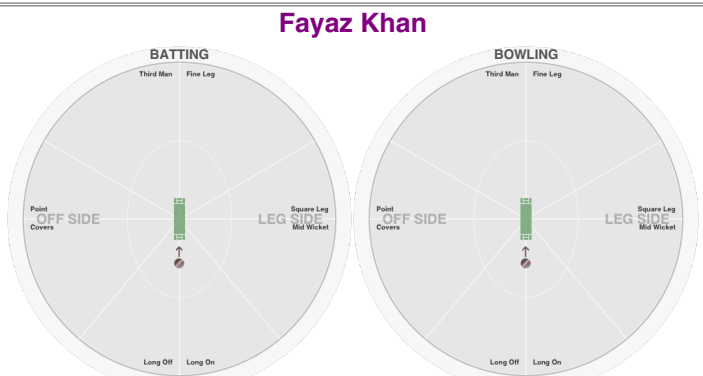 Fayaz Khan
BATTING
Third Man Fine Leg
Point Square Leg
OFF SIDE LEG SIDE
Covers Mid Wicket
Long Off Long On
BOWLING
Third Man Fine Leg
Point Square Leg
OFF SIDE LEG SIDE
Covers Mid Wicket
Long Off Long On